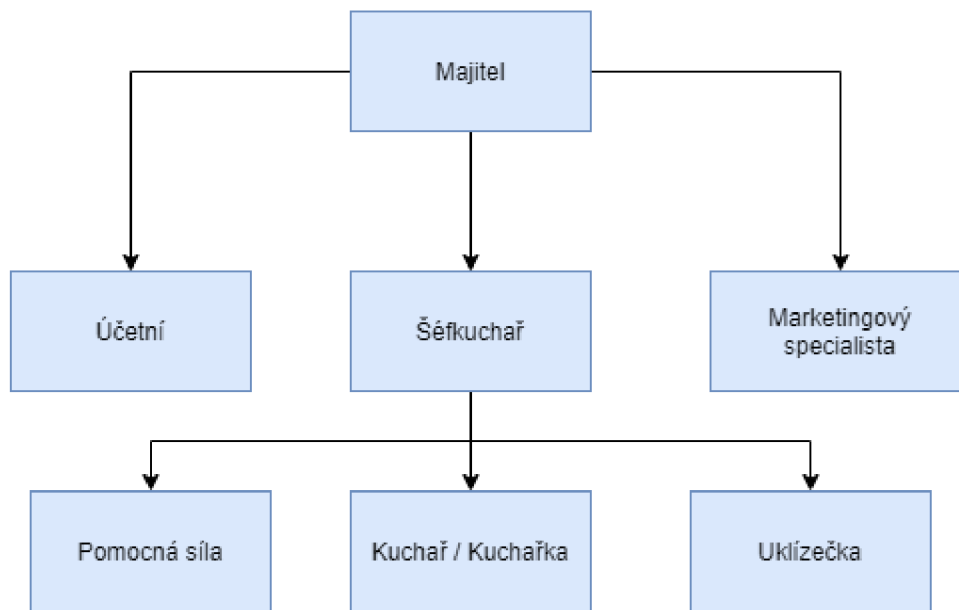 Majitel
Účetní
Šéfkuchař
Marketingový
specialista
Pomocná síla
Kuchař / Kuchařka
Uklízečka